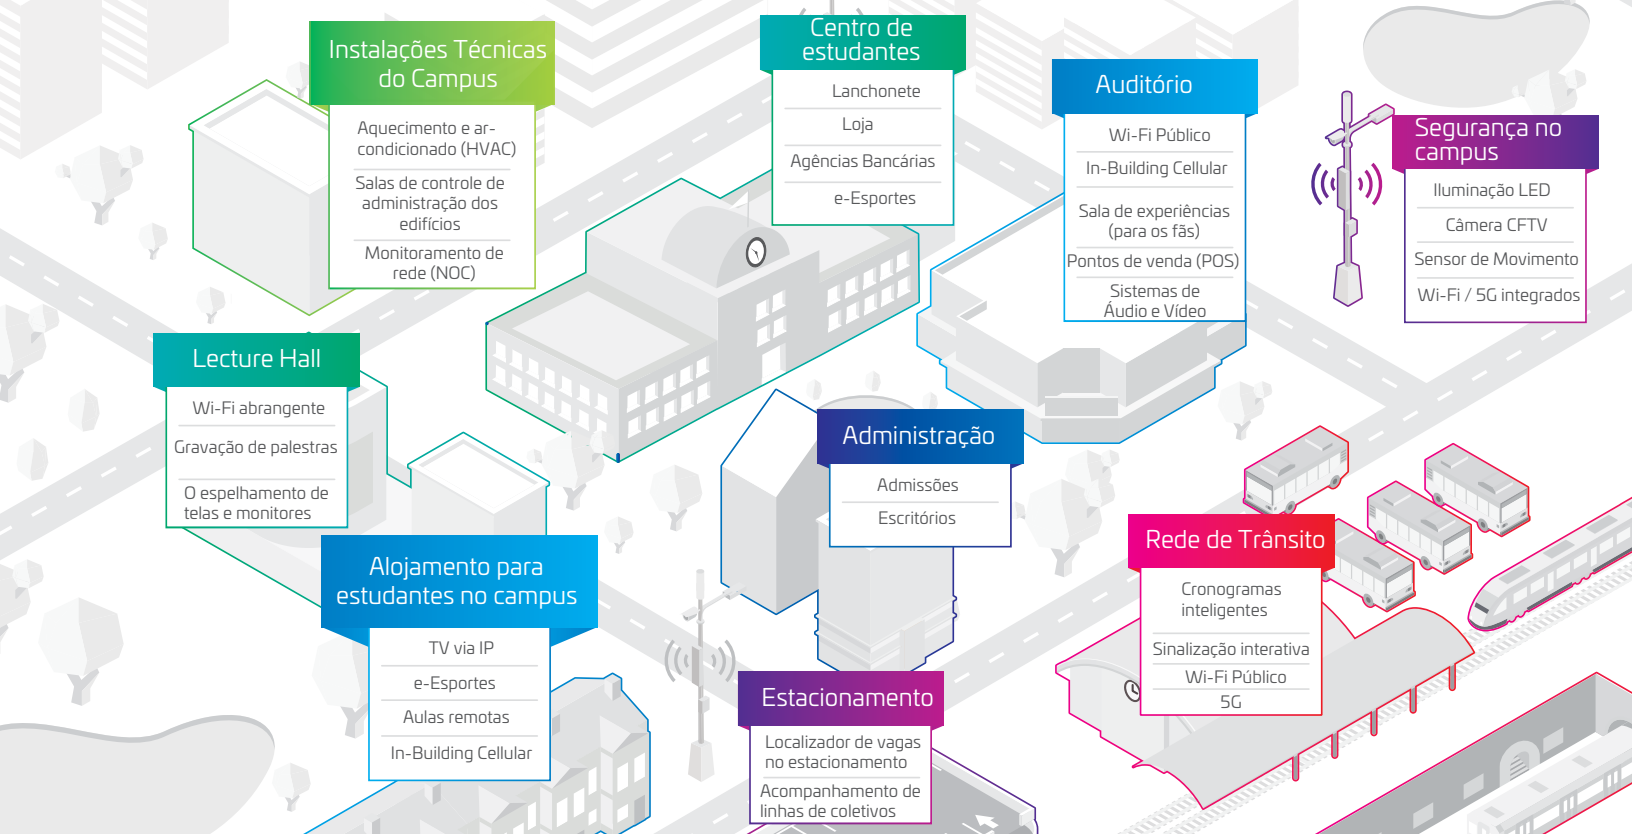 Instalações Técnicas
do Campus
Aquecimento e ar-
condicionado (HVAC)
Salas de controle de
administração dos
edifícios
Monitoramento de
rede (NOC)
Centro de
estudantes
Lanchonete
Loja
Agências Bancárias
e-Esportes
Auditório
Wi-Fi Público
In-Building Cellular
Sala de experiências
(para os fãs)
Pontos de venda (POS)
Sistemas de
Áudio e Vídeo
Segurança no
campus
Iluminação LED
Câmera CFTV
Sensor de Movimento
Wi-Fi / 5G integrados
Lecture Hall
Wi-Fi abrangente
Gravação de palestras
O espelhamento de
telas e monitores
Administração
Admissões
Escritórios
Rede de Trânsito
Cronogramas
inteligentes
Sinalização interativa
Wi-Fi Público
5G
Alojamento para
estudantes no campus
TV via IP
e-Esportes
Aulas remotas
In-Building Cellular
Estacionamento
Localizador de vagas
no estacionamento
Acompanhamento de
linhas de coletivos